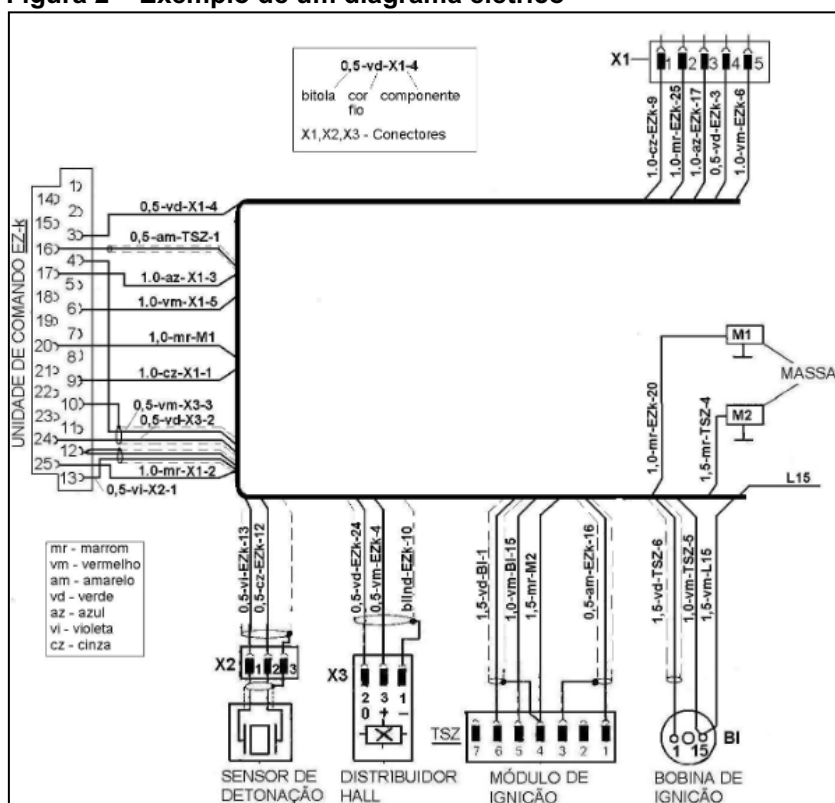 Figura 2 – Exemplo de um diagrama elétrico
0,5-vd-X1-4
bitola cor componente
fio
X1,X2,X3 - Conectores
X1
1 2 3 4 5
1.0-cz-EZk-9
1.0-mr-EZk-25
1.0-az-EZk-17
0,5-vd-EZk-3
1.0-vm-EZk-6
UNIDADE DE COMANDO EZ-k
1
14
2
15
3
16
4
17
5
18
6
19
7
20
8
21
9
22
10
23
11
24
12
25
13
0,5-vd-X1-4
0,5-am-TSZ-1
1.0-az-X1-3
1.0-vm-X1-5
1,0-mr-M1
1.0-cz-X1-1
0,5-vm-X3-3
0,5-vd-X3-2
1.0-mr-X1-2
0,5-vi-X2-1
M1
MASSA
M2
1,0-mr-EZk-20
1,5-mr-TSZ-4
L15
mr - marrom
vm - vermelho
am - amarelo
vd - verde
az - azul
vi - violeta
cz - cinza
0,5-vi-EZk-13
0,5-cz-EZk-12
0,5-vd-EZk-24
0,5-vm-EZk-4
blind-EZk-10
1,5-vd-BI-1
1,0-vm-BI-15
1,5-mr-M2
0,5-am-EZk-16
1,5-vd-TSZ-6
1,0-vm-TSZ-5
1,5-vm-L15
X2
1 2 3
X3
2 3 1
0 + –
TSZ
7 6 5 4 3 2 1
1 15
BI
SENSOR DE
DETONAÇÃO
DISTRIBUIDOR
HALL
MÓDULO DE
IGNIÇÃO
BOBINA DE
IGNIÇÃO